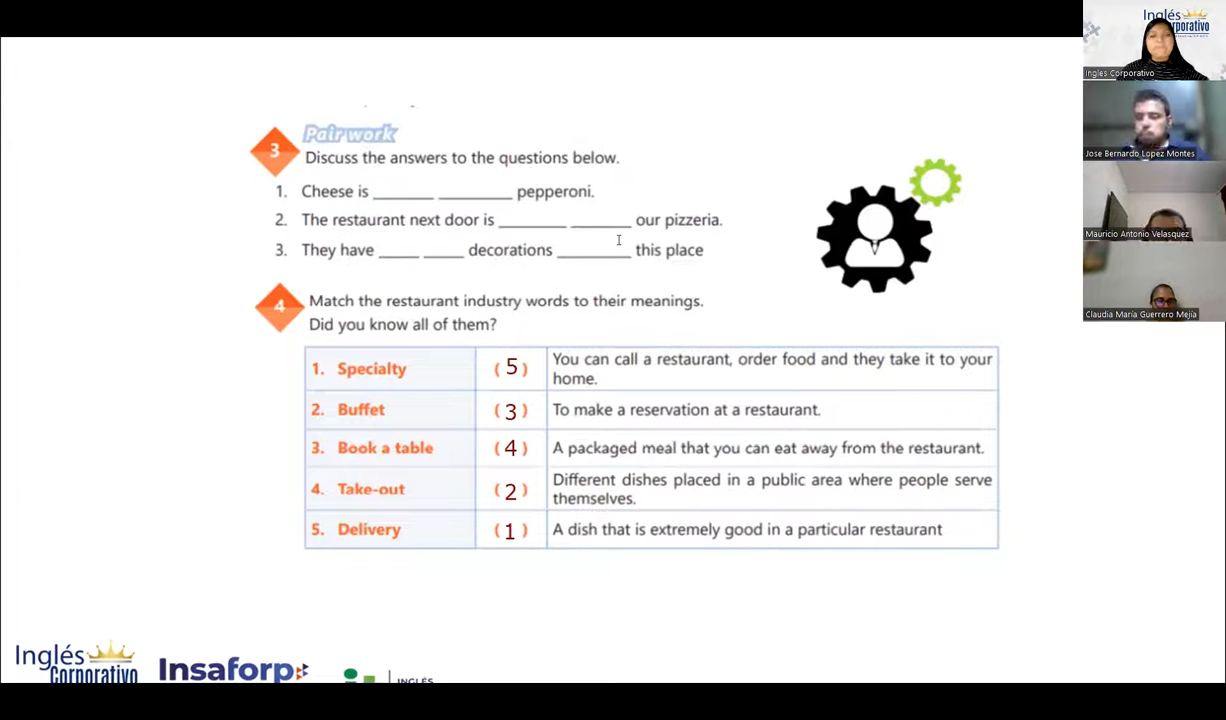 Pair work
3
Discuss the answers to the questions below.
1. Cheese is _______ ________ pepperoni.
2. The restaurant next door is ________ _______ our pizzeria.
3. They have _____ _____ decorations _________ this place
4
Match the restaurant industry words to their meanings.
Did you know all of them?
1. Specialty ( 5 ) You can call a restaurant, order food and they take it to your
home.
2. Buffet ( 3 ) To make a reservation at a restaurant.
3. Book a table ( 4 ) A packaged meal that you can eat away from the restaurant.
4. Take-out ( 2 ) Different dishes placed in a public area where people serve
themselves.
5. Delivery ( 1 ) A dish that is extremely good in a particular restaurant
Inglés
Corporativo
Insaforp
INGLÉS
Inglés
Corporativo
Ingles Corporativo
Jose Bernardo Lopez Montes
Mauricio Antonio Velasquez
Claudia María Guerrero Mejía